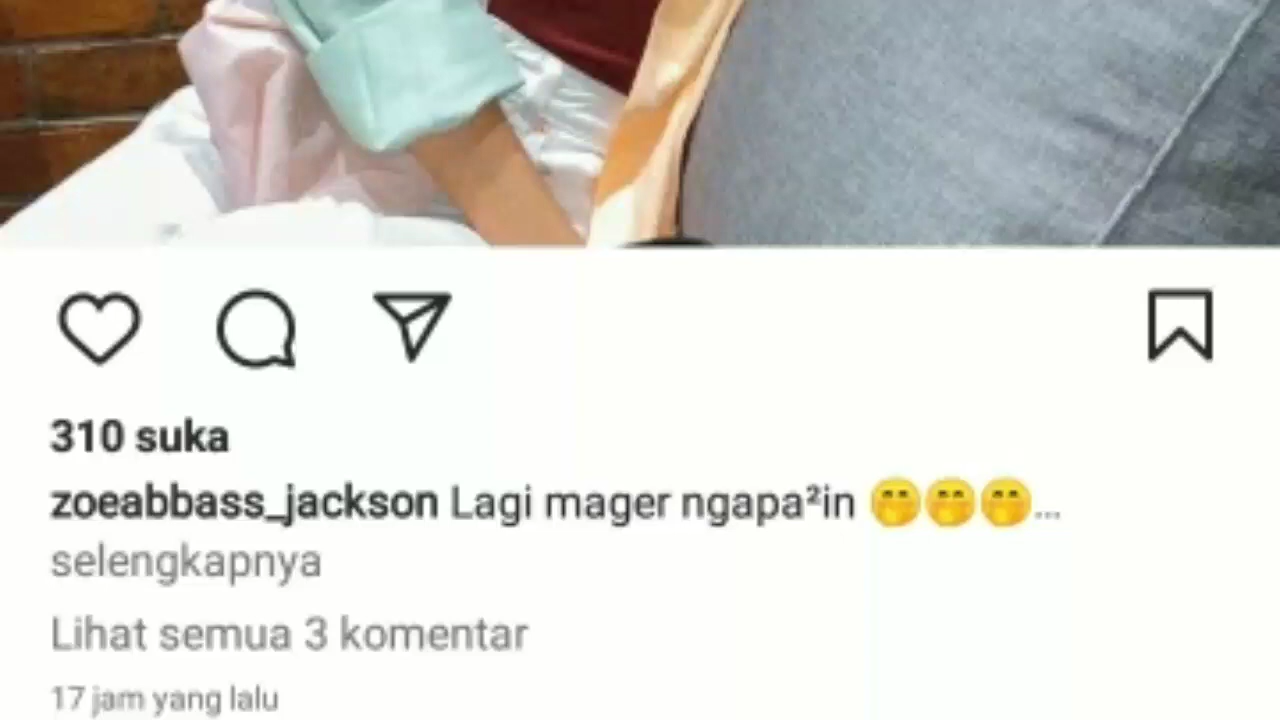 310 suka
zoeabbass_jackson Lagi mager ngapa²in 🤭🤭🤭...
selengkapnya
Lihat semua 3 komentar
17 jam yang lalu